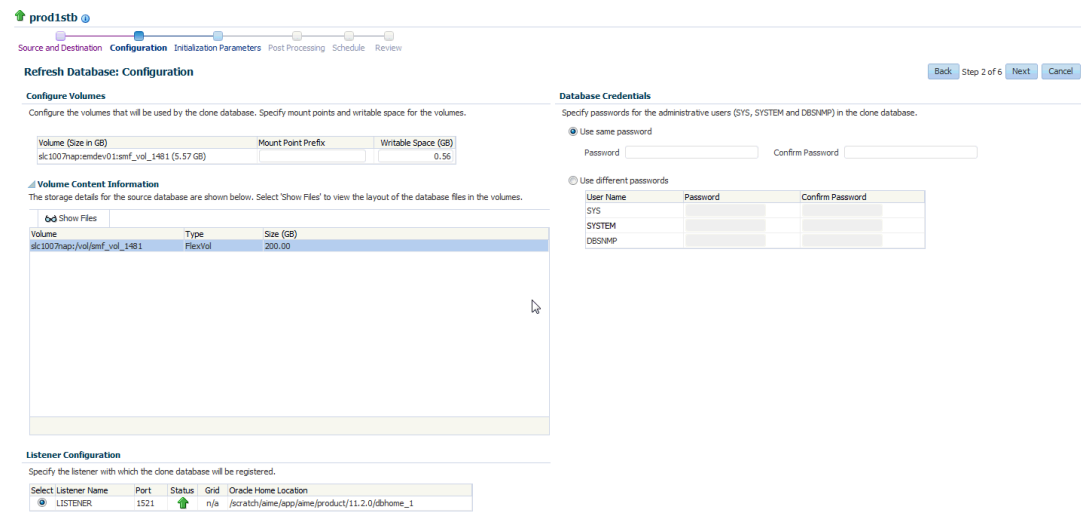 prod1stb
Source and Destination Configuration Initialization Parameters Post Processing Schedule Review
Refresh Database: Configuration
Back Step 2 of 6 Next Cancel
Configure Volumes
Configure the volumes that will be used by the clone database. Specify mount points and writable space for the volumes.
Volume (Size in GB) Mount Point Prefix Writable Space (GB)
slc1007nap:emdev01:smf_vol_1481 (5.57 GB) 0.56
Volume Content Information
The storage details for the source database are shown below. Select 'Show Files' to view the layout of the database files in the volumes.
Show Files
Volume Type Size (GB)
slc1007nap:/vol/smf_vol_1481 FlexVol 200.00
Listener Configuration
Specify the listener with which the clone database will be registered.
Select Listener Name Port Status Grid Oracle Home Location
LISTENER 1521 n/a /scratch/aime/app/aime/product/11.2.0/dbhome_1
Database Credentials
Specify passwords for the administrative users (SYS, SYSTEM and DBSNMP) in the clone database.
Use same password
Password Confirm Password
Use different passwords
User Name Password Confirm Password
SYS
SYSTEM
DBSNMP